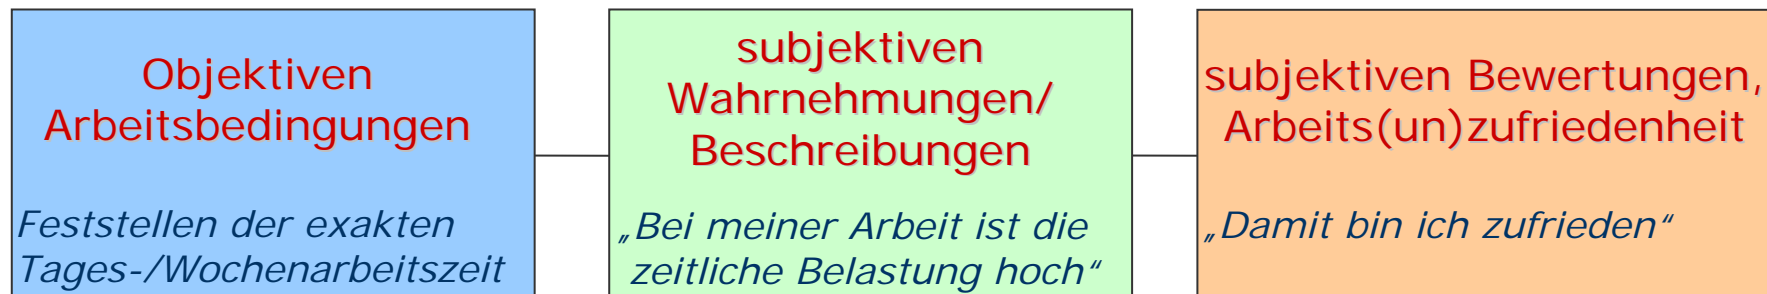 Objektiven
Arbeitsbedingungen
Feststellen der exakten
Tages-/Wochenarbeitszeit
subjektiven
Wahrnehmungen/
Beschreibungen
„Bei meiner Arbeit ist die
zeitliche Belastung hoch“
subjektiven Bewertungen,
Arbeits(un)zufriedenheit
„Damit bin ich zufrieden“